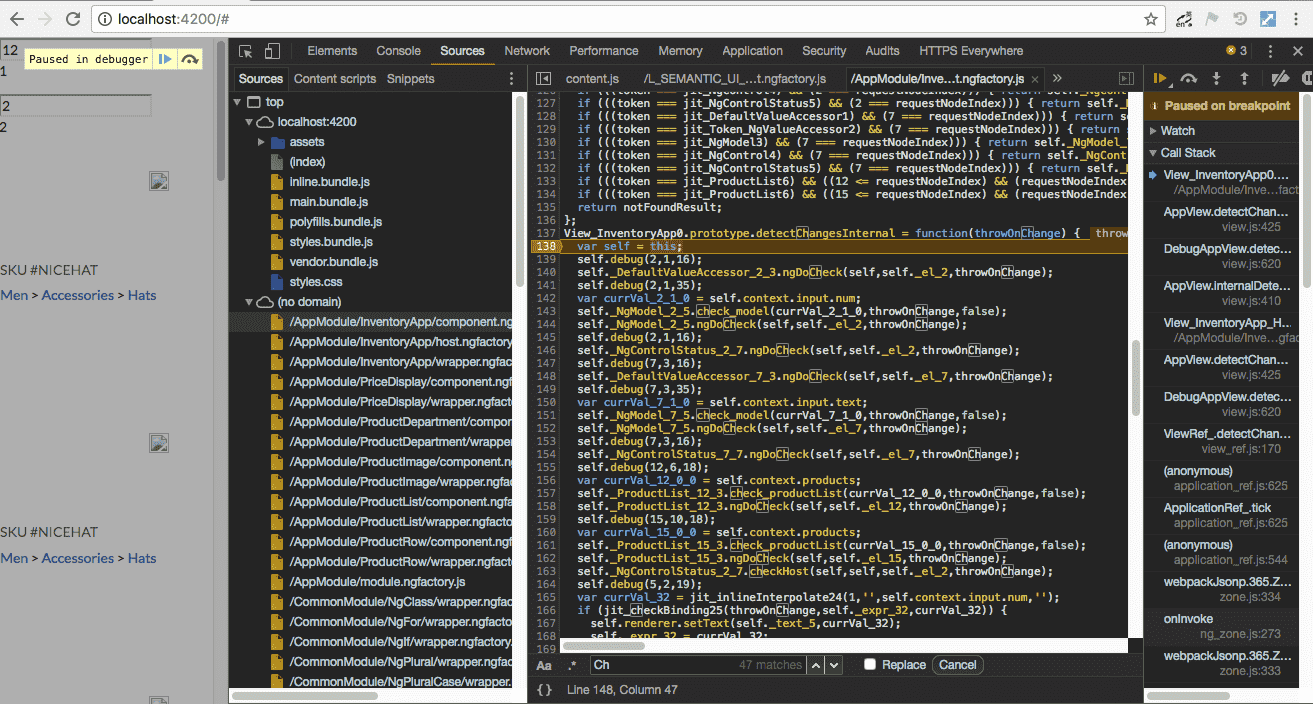 localhost:4200/#
en
12
Paused in debugger
1
2
2
SKU #NICEHAT
Men > Accessories > Hats
SKU #NICEHAT
Men > Accessories > Hats
Elements Console Sources Network Performance Memory Application Security Audits HTTPS Everywhere 3
Sources Content scripts Snippets
top
localhost:4200
assets
(index)
inline.bundle.js
main.bundle.js
polyfills.bundle.js
styles.bundle.js
vendor.bundle.js
styles.css
(no domain)
/AppModule/InventoryApp/component.ng
/AppModule/InventoryApp/host.ngfactory
/AppModule/InventoryApp/wrapper.ngfac
/AppModule/PriceDisplay/component.ngf
/AppModule/PriceDisplay/wrapper.ngfac
/AppModule/ProductDepartment/compo
/AppModule/ProductDepartment/wrappe
/AppModule/ProductImage/component.n
/AppModule/ProductImage/wrapper.ngfa
/AppModule/ProductList/component.ngf
/AppModule/ProductList/wrapper.ngfacto
/AppModule/ProductRow/component.ng
/AppModule/ProductRow/wrapper.ngfact
/AppModule/module.ngfactory.js
/CommonModule/NgClass/wrapper.ngfac
/CommonModule/NgFor/wrapper.ngfacto
/CommonModule/NgIf/wrapper.ngfactory.
/CommonModule/NgPlural/wrapper.ngfac
/CommonModule/NgPluralCase/wrapper.
content.js /L_SEMANTIC_UI_...t.ngfactory.js /AppModule/Inve...t.ngfactory.js × »
126 if (((token === jit_NgControl4) && (2 === requestNodeIndex))) { return self._NgCont
127 if (((token === jit_NgControlStatus5) && (2 === requestNodeIndex))) { return self._N
128 if (((token === jit_DefaultValueAccessor1) && (7 === requestNodeIndex))) { return se
129 if (((token === jit_Token_NgValueAccessor2) && (7 === requestNodeIndex))) { return s
130 if (((token === jit_NgModel3) && (7 === requestNodeIndex))) { return self._NgModel_7
131 if (((token === jit_NgControl4) && (7 === requestNodeIndex))) { return self._NgContr
132 if (((token === jit_NgControlStatus5) && (7 === requestNodeIndex))) { return self._N
133 if (((token === jit_ProductList6) && ((12 <= requestNodeIndex) && (requestNodeIndex
134 if (((token === jit_ProductList6) && ((15 <= requestNodeIndex) && (requestNodeIndex
135 return notFoundResult;
136 };
137 View_InventoryApp0.prototype.detectChangesInternal = function(throwOnChange) { throw
138 var self = this;
139 self.debug(2,1,16);
140 self._DefaultValueAccessor_2_3.ngDoCheck(self,self._el_2,throwOnChange);
141 self.debug(2,1,35);
142 var currVal_2_1_0 = self.context.input.num;
143 self._NgModel_2_5.check_model(currVal_2_1_0,throwOnChange,false);
144 self._NgModel_2_5.ngDoCheck(self,self._el_2,throwOnChange);
145 self.debug(2,1,16);
146 self._NgControlStatus_2_7.ngDoCheck(self,self._el_2,throwOnChange);
147 self.debug(7,3,16);
148 self._DefaultValueAccessor_7_3.ngDoCheck(self,self._el_7,throwOnChange);
149 self.debug(7,3,35);
150 var currVal_7_1_0 = self.context.input.text;
151 self._NgModel_7_5.check_model(currVal_7_1_0,throwOnChange,false);
152 self._NgModel_7_5.ngDoCheck(self,self._el_7,throwOnChange);
153 self.debug(7,3,16);
154 self._NgControlStatus_7_7.ngDoCheck(self,self._el_7,throwOnChange);
155 self.debug(12,6,18);
156 var currVal_12_0_0 = self.context.products;
157 self._ProductList_12_3.check_productList(currVal_12_0_0,throwOnChange,false);
158 self._ProductList_12_3.ngDoCheck(self,self._el_12,throwOnChange);
159 self.debug(15,10,18);
160 var currVal_15_0_0 = self.context.products;
161 self._ProductList_15_3.check_productList(currVal_15_0_0,throwOnChange,false);
162 self._ProductList_15_3.ngDoCheck(self,self._el_15,throwOnChange);
163 self._NgControlStatus_2_7.checkHost(self,self,self._el_2,throwOnChange);
164 self.debug(5,2,19);
165 var currVal_32 = jit_inlineInterpolate24(1,'',self.context.input.num,'');
166 if (jit_checkBinding25(throwOnChange,self._expr_32,currVal_32)) {
167 self.renderer.setText(self._text_5,currVal_32);
168 self._expr_32 = currVal_32;
169
Aa .* Ch 47 matches Replace Cancel
{} Line 148, Column 47
Paused on breakpoint
Watch
Call Stack
View_InventoryApp0....
/AppModule/Inve...fact
AppView.detectChan...
view.js:425
DebugAppView.detec...
view.js:620
AppView.internalDete...
view.js:410
View_InventoryApp_H...
/AppModule/Inve...ngfac
AppView.detectChan...
view.js:425
DebugAppView.detec...
view.js:620
ViewRef_.detectChan...
view_ref.js:170
(anonymous)
application_ref.js:625
ApplicationRef_.tick
application_ref.js:625
(anonymous)
application_ref.js:544
webpackJsonp.365.Z...
zone.js:334
onInvoke
ng_zone.js:273
webpackJsonp.365.Z...
zone.js:333